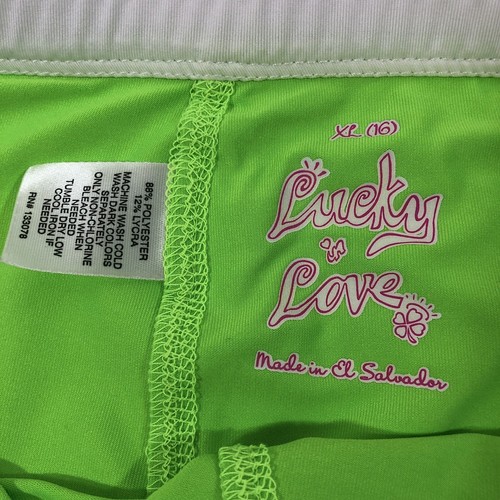 XL (16)
Lucky
'n
Love
Made in El Salvador
88% POLYESTER
12% LYCRA
MACHINE WASH COLD
WASH DARK COLORS
SEPARATELY
ONLY NON-CHLORINE
BLEACH WHEN
NEEDED
TUMBLE DRY LOW
COOL IRON IF
NEEDED
RN# 133078